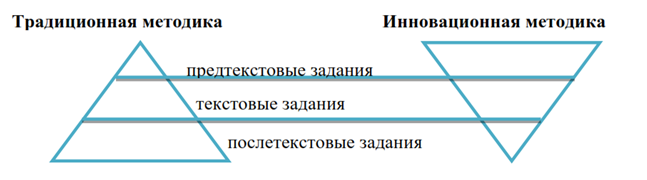 Традиционная методика
Инновационная методика
предтекстовые задания
текстовые задания
послетекстовые задания